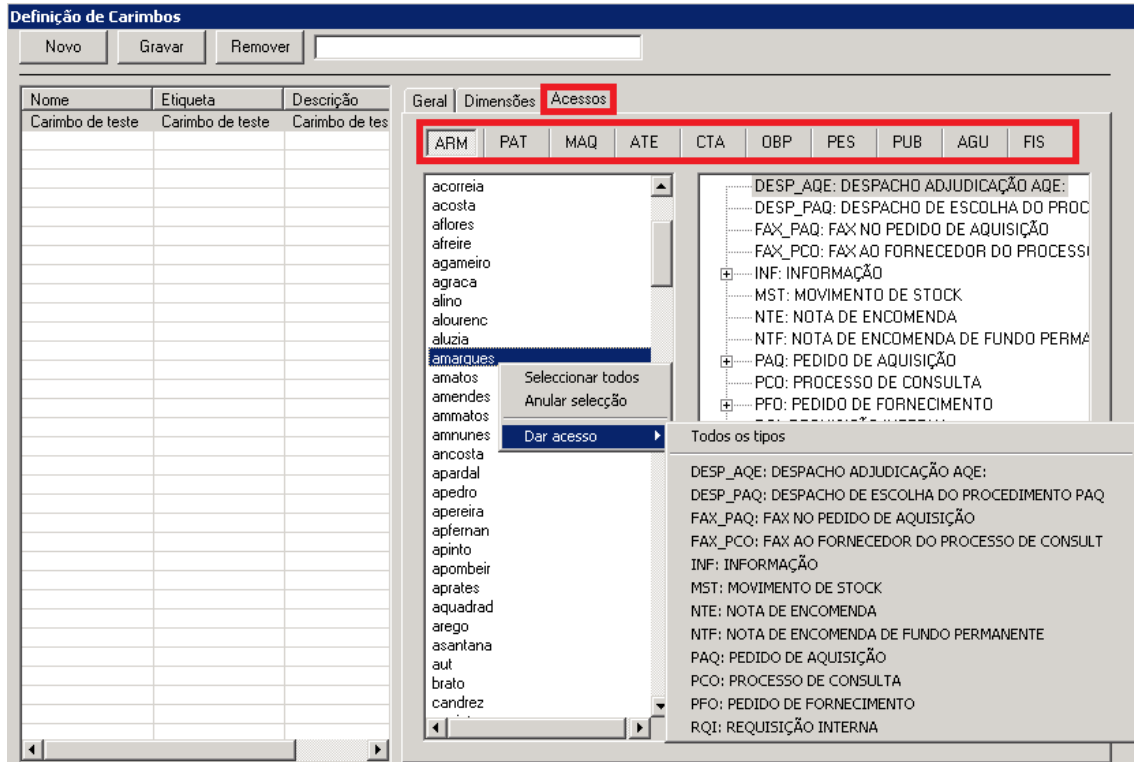 Definição de Carimbos
Novo Gravar Remover
Nome Etiqueta Descrição
Carimbo de teste Carimbo de teste Carimbo de tes
Geral Dimensões Acessos
ARM PAT MAQ ATE CTA OBP PES PUB AGU FIS
acorreia
acosta
aflores
afreire
agameiro
agraca
alino
alourenc
aluzia
amarques
amatos
amendes
ammatos
amnunes
ancosta
apardal
apedro
apereira
apfernan
apinto
apombeir
aprates
aquadrad
arego
asantana
aut
brato
candrez
DESP_AQE: DESPACHO ADJUDICAÇÃO AQE:
DESP_PAQ: DESPACHO DE ESCOLHA DO PROC
FAX_PAQ: FAX NO PEDIDO DE AQUISIÇÃO
FAX_PCO: FAX AO FORNECEDOR DO PROCESS
INF: INFORMAÇÃO
MST: MOVIMENTO DE STOCK
NTE: NOTA DE ENCOMENDA
NTF: NOTA DE ENCOMENDA DE FUNDO PERMA
PAQ: PEDIDO DE AQUISIÇÃO
PCO: PROCESSO DE CONSULTA
PFO: PEDIDO DE FORNECIMENTO
Seleccionar todos
Anular selecção
Dar acesso
Todos os tipos
DESP_AQE: DESPACHO ADJUDICAÇÃO AQE:
DESP_PAQ: DESPACHO DE ESCOLHA DO PROCEDIMENTO PAQ
FAX_PAQ: FAX NO PEDIDO DE AQUISIÇÃO
FAX_PCO: FAX AO FORNECEDOR DO PROCESSO DE CONSULT
INF: INFORMAÇÃO
MST: MOVIMENTO DE STOCK
NTE: NOTA DE ENCOMENDA
NTF: NOTA DE ENCOMENDA DE FUNDO PERMANENTE
PAQ: PEDIDO DE AQUISIÇÃO
PCO: PROCESSO DE CONSULTA
PFO: PEDIDO DE FORNECIMENTO
RQI: REQUISIÇÃO INTERNA